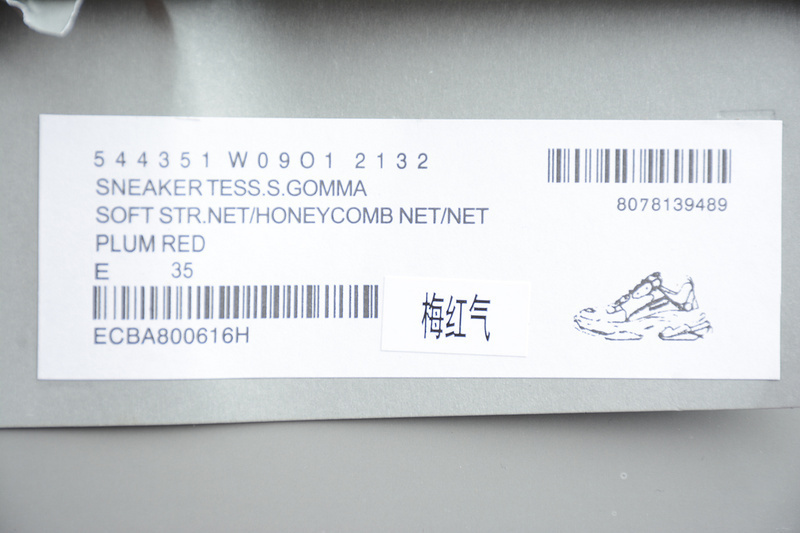 544351 W09O1 2132
SNEAKER TESS.S.GOMMA
SOFT STR.NET/HONEYCOMB NET/NET
PLUM RED
E 35
ECBA800616H
8078139489
梅红气